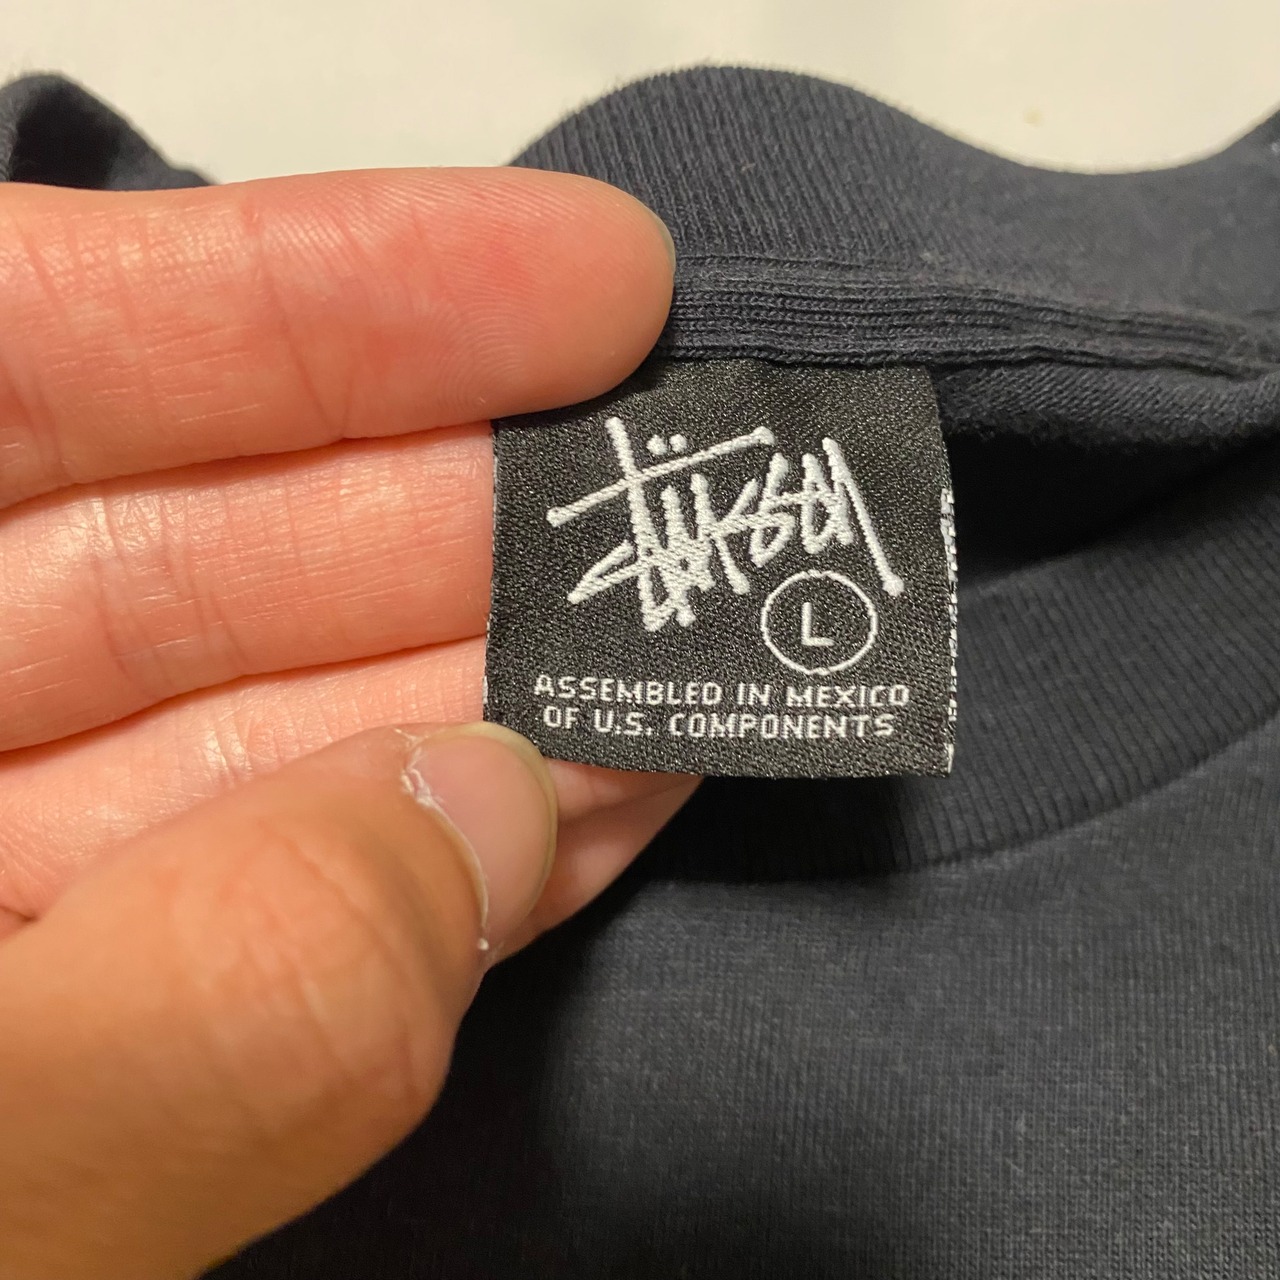 Stüssy
L
ASSEMBLED IN MEXICO
OF U.S. COMPONENTS